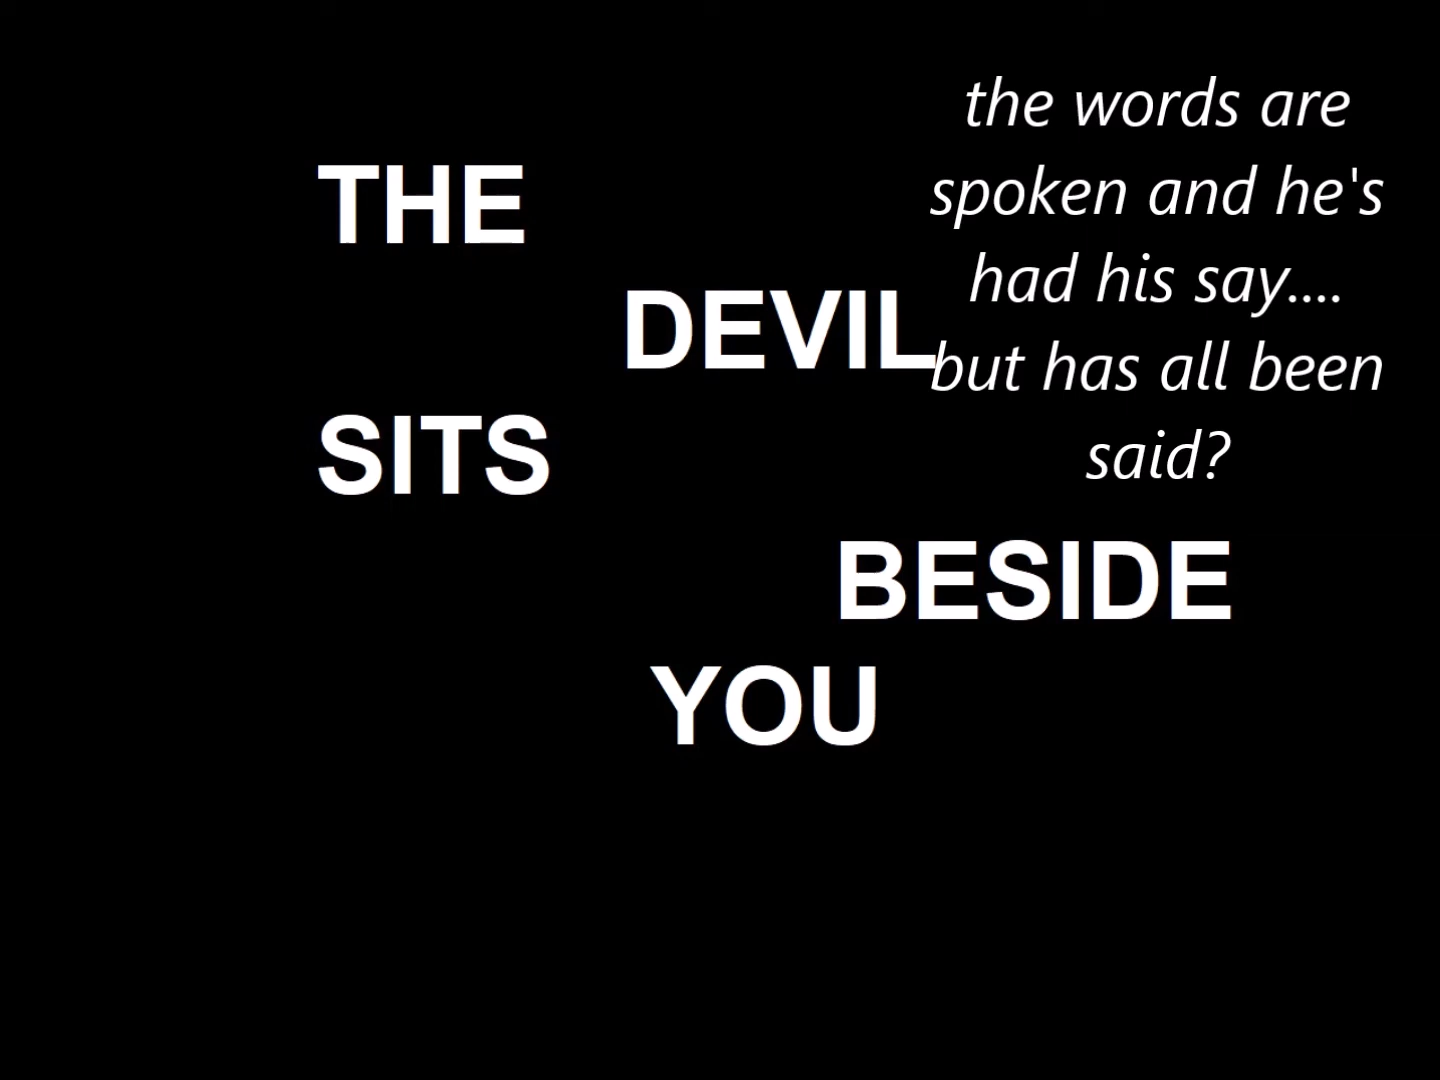 THE
DEVIL
SITS
BESIDE
YOU
the words are
spoken and he's
had his say....
but has all been
said?